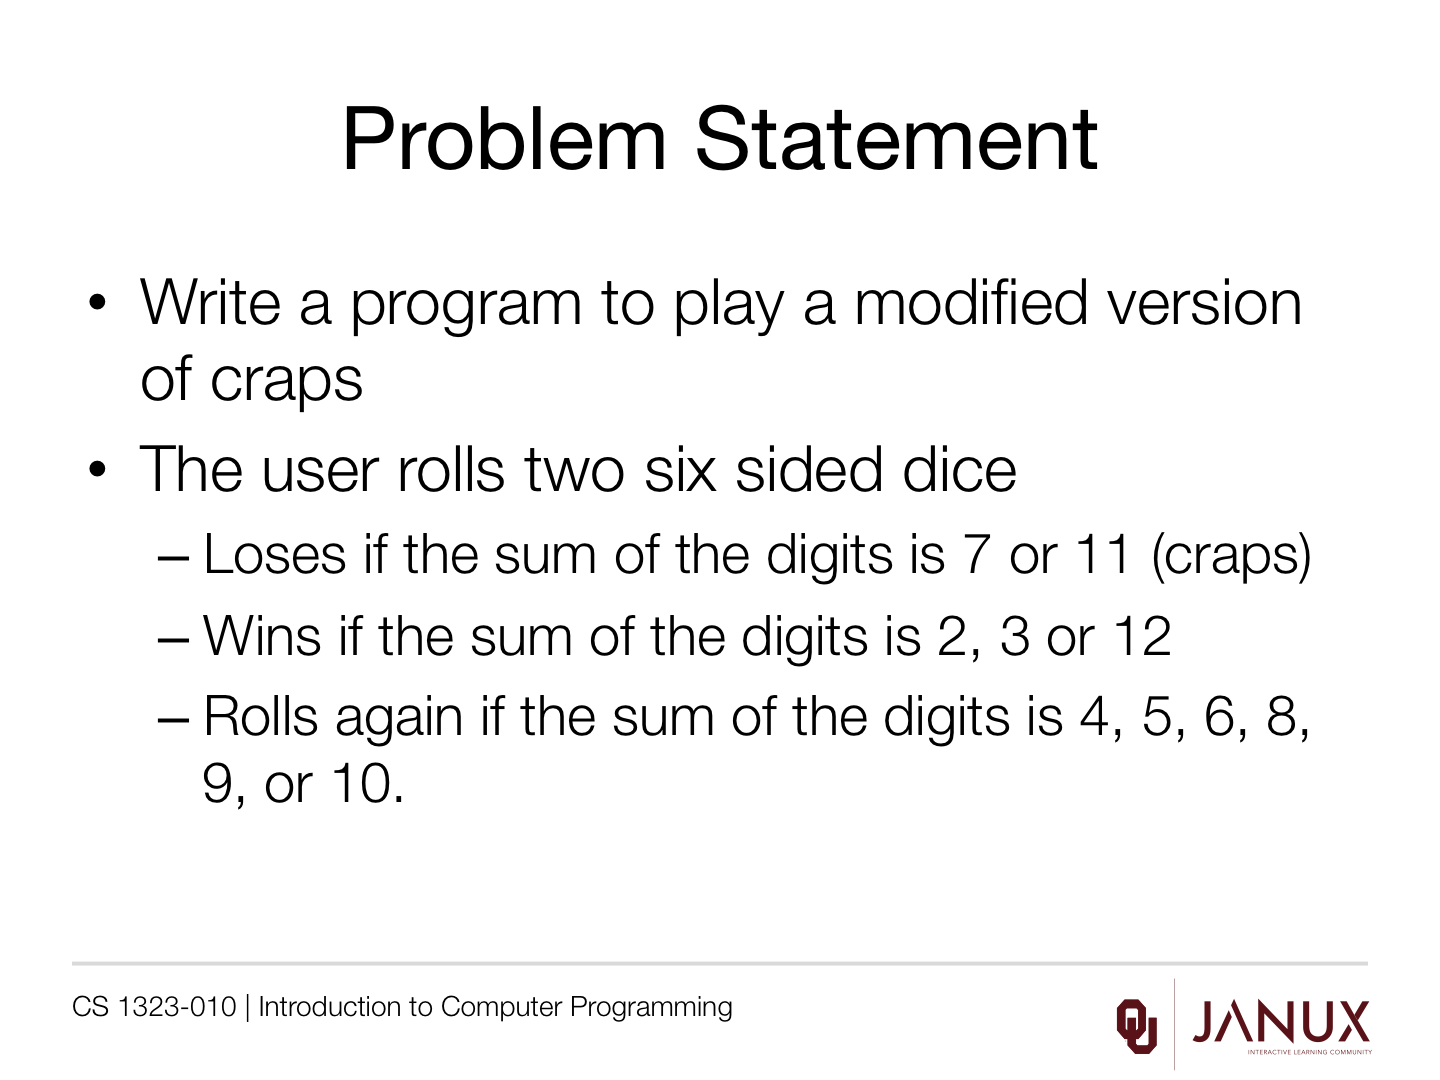 Problem Statement
• Write a program to play a modified version
of craps
• The user rolls two six sided dice
– Loses if the sum of the digits is 7 or 11 (craps)
– Wins if the sum of the digits is 2, 3 or 12
– Rolls again if the sum of the digits is 4, 5, 6, 8,
9, or 10.
CS 1323-010 | Introduction to Computer Programming
OU
JANUX
INTERACTIVE LEARNING COMMUNITY